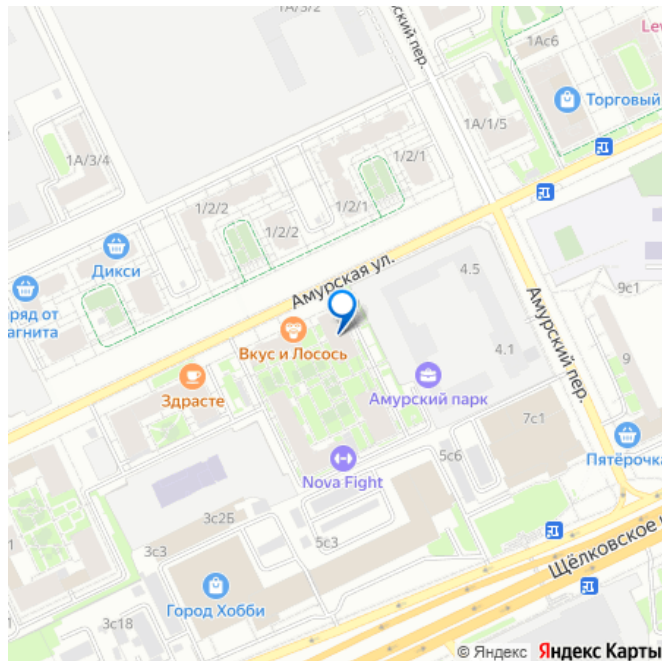 1А/3
1Ас6
Lev
ский пер.
Торговый
1А/1/5
1А/3/4
1/2/1
1/2/2
1/2/1
1/2/2
Дикси
Амурская ул.
4.5
9с1
ряд от
агнита
Амурский пер.
Вкус и Лосось
4.1
9
Здрасте
Амурский парк
7с1
Пятёрочка
5с6
Nova Fight
3с2Б
5с3
3с3
Щёлковское
1
Город Хобби
3с18
© Яндекс Яндекс Карты